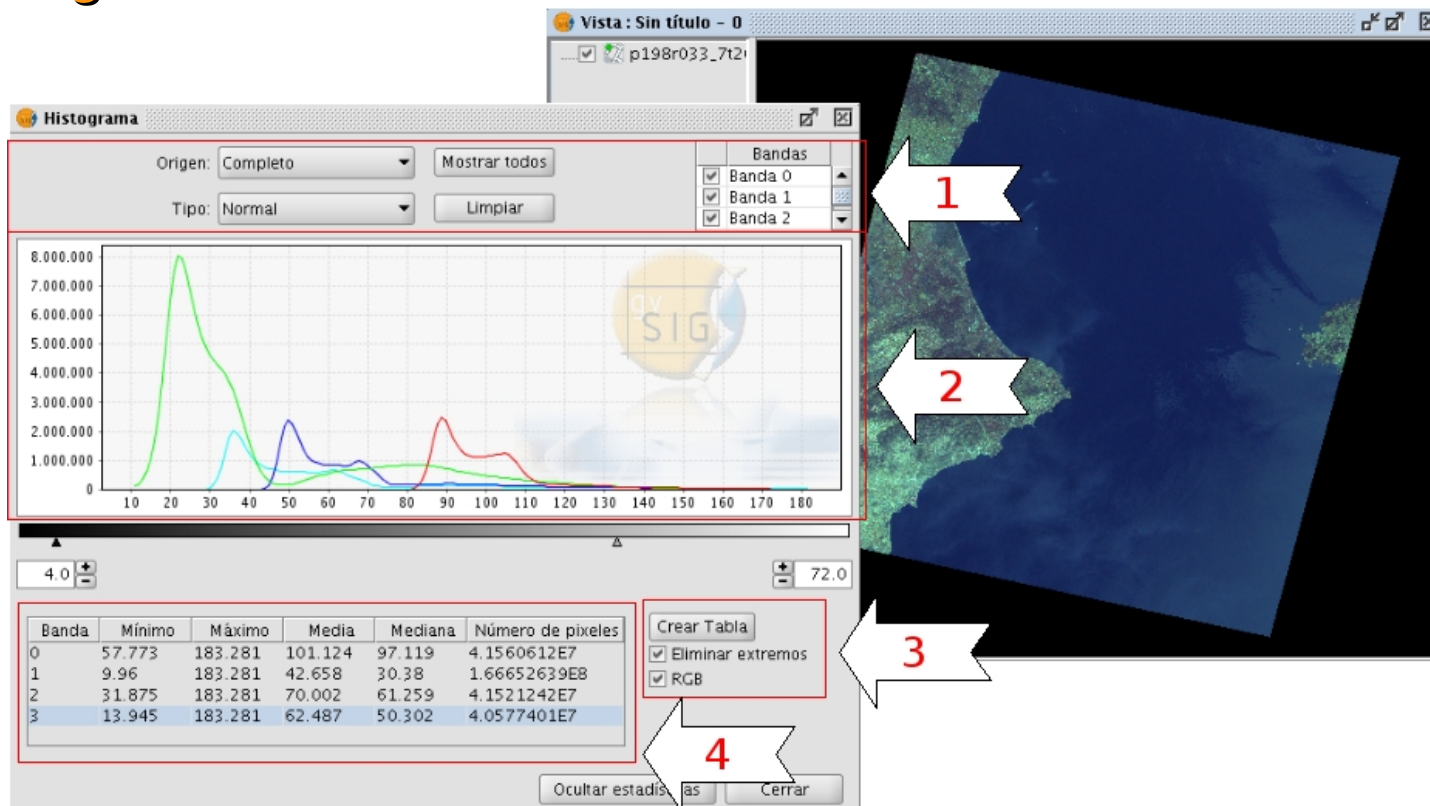 Vista : Sin título - 0
p198r033_7t2
Histograma
Origen: Completo
Mostrar todos
Bandas
Banda 0
Banda 1
Banda 2
Tipo: Normal
Limpiar
1
8.000.000
7.000.000
6.000.000
5.000.000
4.000.000
3.000.000
2.000.000
1.000.000
0
gv
SIG
10 20 30 40 50 60 70 80 90 100 110 120 130 140 150 160 170 180
2
4.0
72.0
Banda Mínimo Máximo Media Mediana Número de pixeles
0 57.773 183.281 101.124 97.119 4.1560612E7
1 9.96 183.281 42.658 30.38 1.66652639E8
2 31.875 183.281 70.002 61.259 4.1521242E7
3 13.945 183.281 62.487 50.302 4.0577401E7
Crear Tabla
Eliminar extremos
RGB
3
4
Ocultar estadísticas
Cerrar